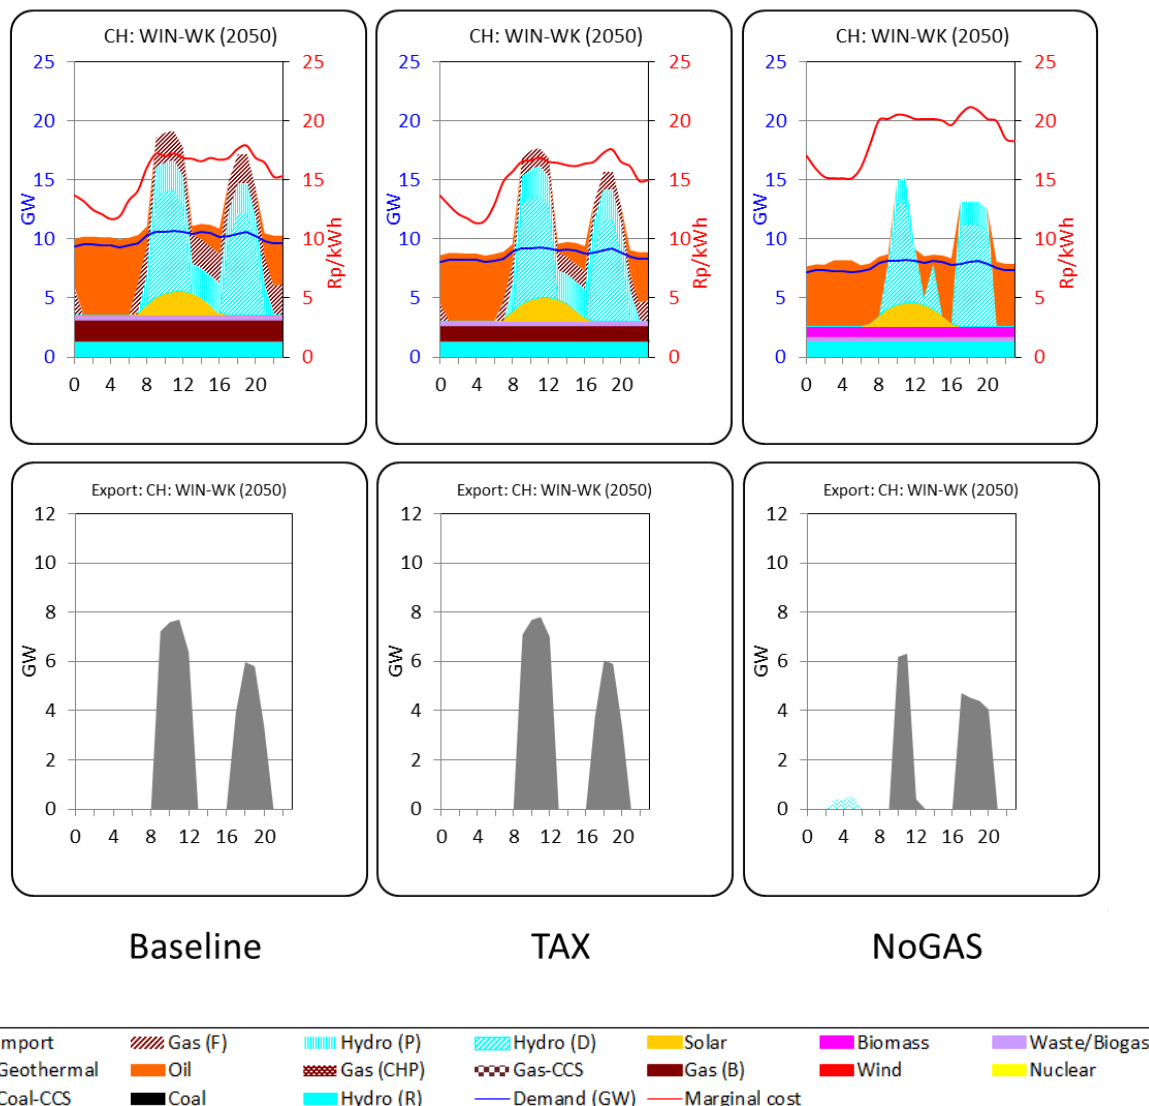 CH: WIN-WK (2050) CH: WIN-WK (2050) CH: WIN-WK (2050)
25 25 25 25 25 25
20 20 20 20 20 20
15 15 15 15 15 15
GW Rp/kWh GW Rp/kWh GW Rp/kWh
10 10 10 10 10 10
5 5 5 5 5 5
0 0 0 0 0 0
0 4 8 12 16 20 0 4 8 12 16 20 0 4 8 12 16 20
Export: CH: WIN-WK (2050) Export: CH: WIN-WK (2050) Export: CH: WIN-WK (2050)
12 12 12
10 10 10
8 8 8
GW GW GW
6 6 6
4 4 4
2 2 2
0 0 0
0 4 8 12 16 20 0 4 8 12 16 20 0 4 8 12 16 20
Baseline TAX NoGAS
mport Gas (F) Hydro (P) Hydro (D) Solar Biomass Waste/Biogas
Geothermal Oil Gas (CHP) Gas-CCS Gas (B) Wind Nuclear
Coal-CCS Coal Hydro (R) Demand (GW) Marginal cost